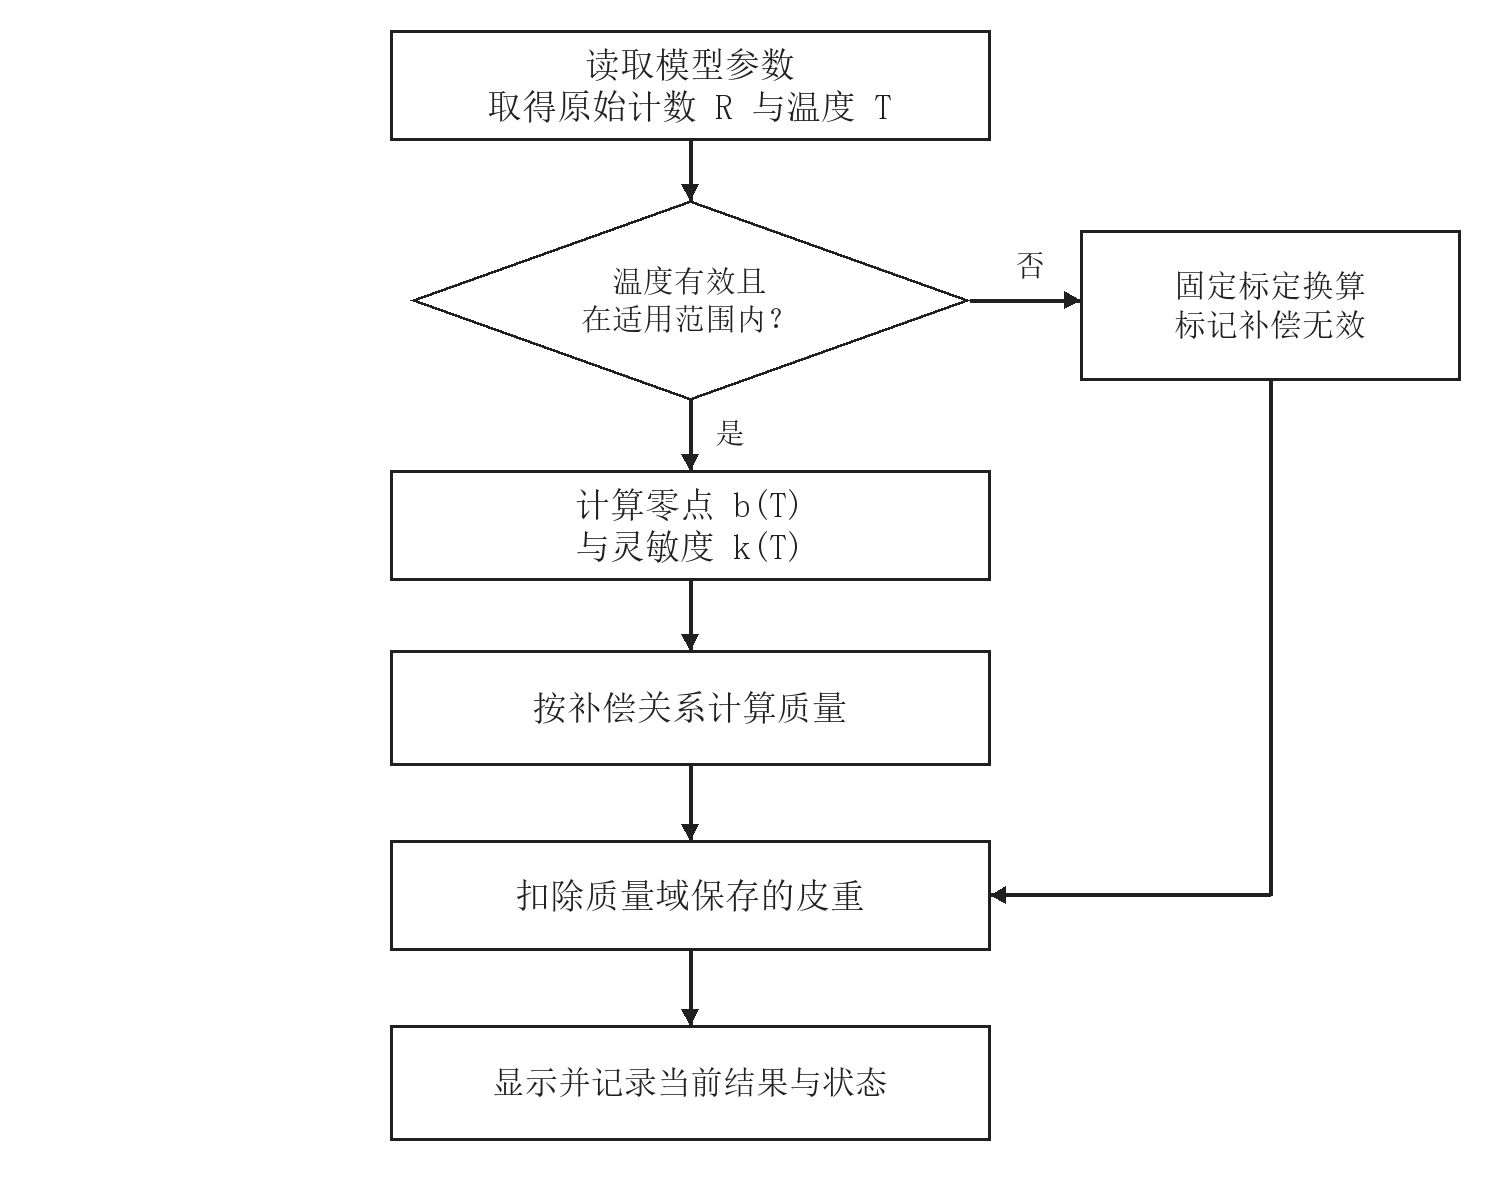 读取模型参数
取得原始计数 R 与温度 T
温度有效且
在适用范围内?
否
固定标定换算
标记补偿无效
是
计算零点 b(T)
与灵敏度 k(T)
按补偿关系计算质量
扣除质量域保存的皮重
显示并记录当前结果与状态